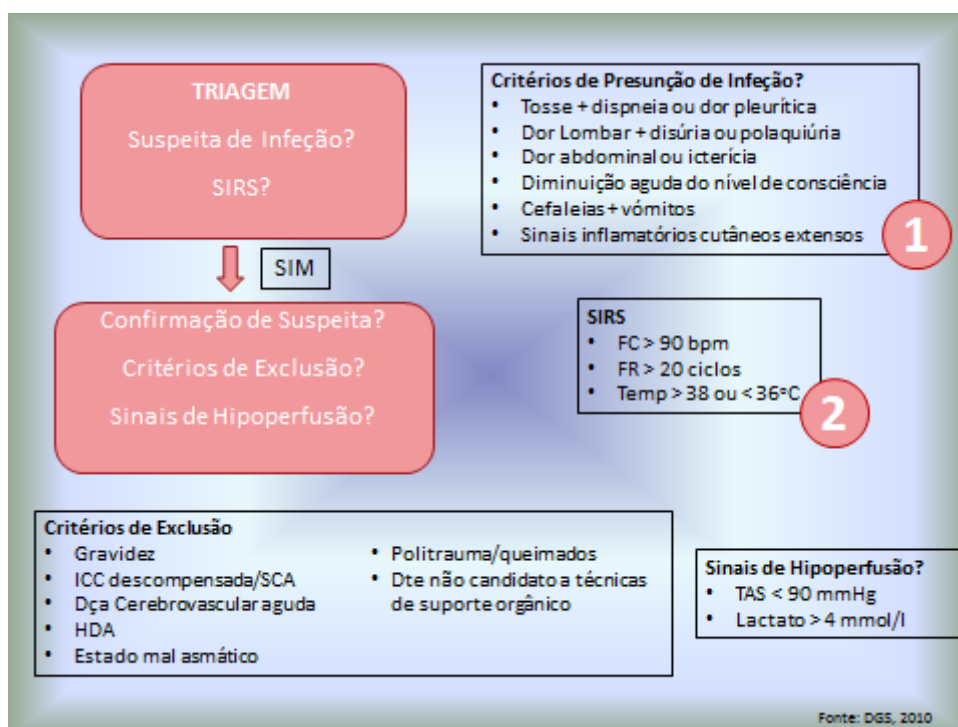 TRIAGEM
Suspeita de Infeção?
SIRS?
SIM
Confirmação de Suspeita?
Critérios de Exclusão?
Sinais de Hipoperfusão?
Critérios de Presunção de Infeção?
• Tosse + dispneia ou dor pleurítica
• Dor Lombar + disúria ou polaquiúria
• Dor abdominal ou icterícia
• Diminuição aguda do nível de consciência
• Cefaleias + vómitos
• Sinais inflamatórios cutâneos extensos
1
SIRS
• FC > 90 bpm
• FR > 20 ciclos
• Temp > 38 ou < 36ºC
2
Critérios de Exclusão
• Gravidez
• ICC descompensada/SCA
• Dça Cerebrovascular aguda
• HDA
• Estado mal asmático
• Politrauma/queimados
• Dte não candidato a técnicas
de suporte orgânico
Sinais de Hipoperfusão?
• TAS < 90 mmHg
• Lactato > 4 mmol/l
Fonte: DGS, 2010